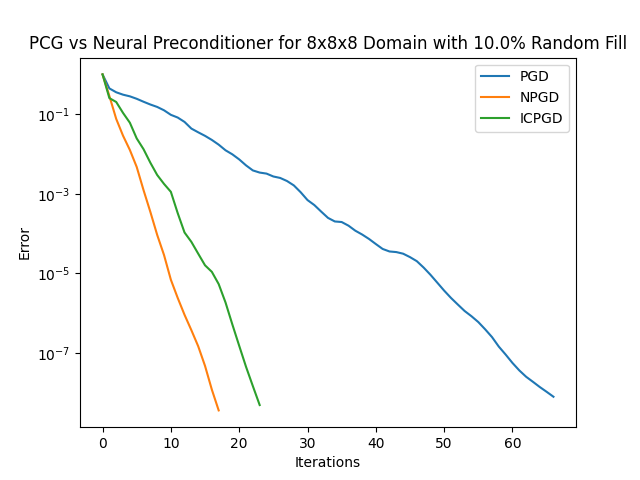 PCG vs Neural Preconditioner for 8x8x8 Domain with 10.0% Random Fill
PGD
NPGD
ICPGD
10⁻¹
10⁻³
10⁻⁵
10⁻⁷
Error
0 10 20 30 40 50 60
Iterations